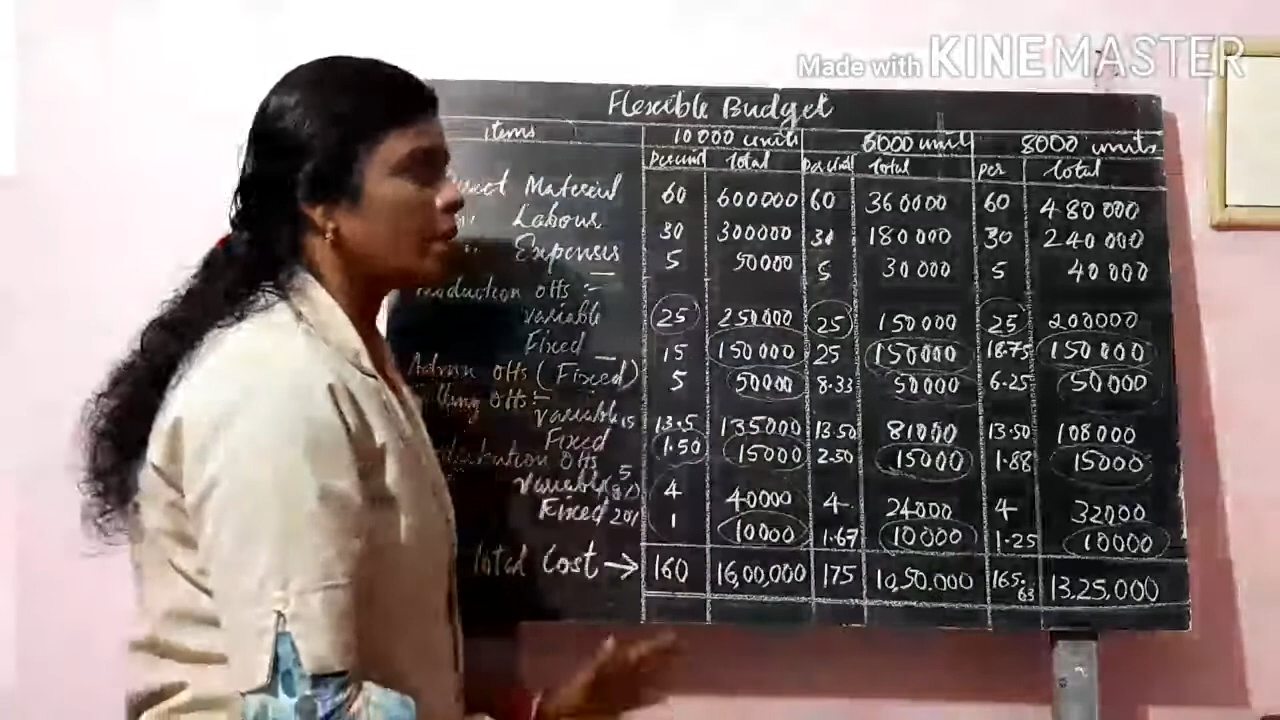 Made with KINEMASTER
Flexible Budget
items 10000 units 6000 unit 8000 units
Per unit Total Per unit Total Per Total
Material 60 600000 60 360000 60 480000
Labour 30 300000 30 180000 30 240000
Expenses 5 50000 5 30000 5 40000
oHs :-
Variable 25 250000 25 150000 25 200000
Fixed 15 150000 25 150000 18.75 150000
Admn oHs (Fixed) 5 50000 8.33 50000 6.25 50000
oHs :-
Variable 13.5 135000 13.50 81000 13.50 108000
Fixed 1.50 15000 2.50 15000 1.88 15000
oHs
Variable 4 40000 4 24000 4 32000
Fixed 20% 1 10000 1.67 10000 1.25 10000
Total Cost → 160 16,00,000 175 10,50.000 165.63 13,25,000